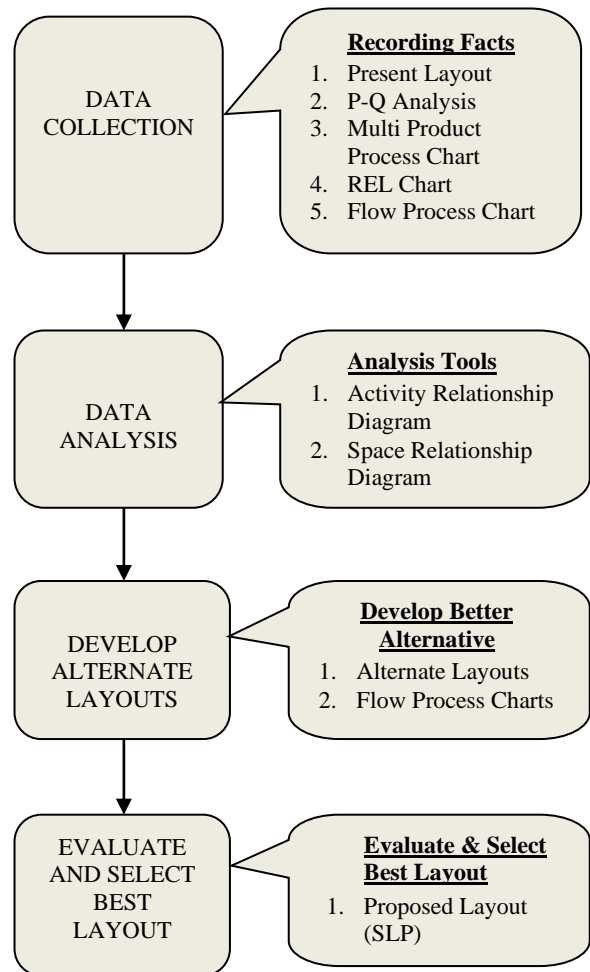 DATA
COLLECTION
Recording Facts
1. Present Layout
2. P-Q Analysis
3. Multi Product
Process Chart
4. REL Chart
5. Flow Process Chart
DATA
ANALYSIS
Analysis Tools
1. Activity Relationship
Diagram
2. Space Relationship
Diagram
DEVELOP
ALTERNATE
LAYOUTS
Develop Better
Alternative
1. Alternate Layouts
2. Flow Process Charts
EVALUATE
AND SELECT
BEST
LAYOUT
Evaluate & Select
Best Layout
1. Proposed Layout
(SLP)